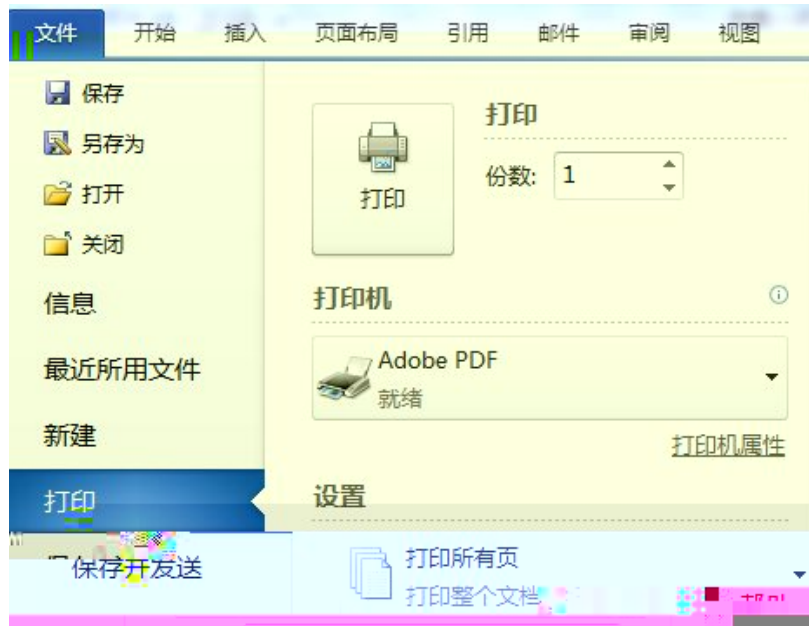 文件 开始 插入 页面布局 引用 邮件 审阅 视图
保存
另存为
打开
关闭
信息
最近所用文件
新建
打印
保存并发送
打印
打印
份数: 1
打印机
Adobe PDF
就绪
打印机属性
设置
打印所有页
打印整个文档